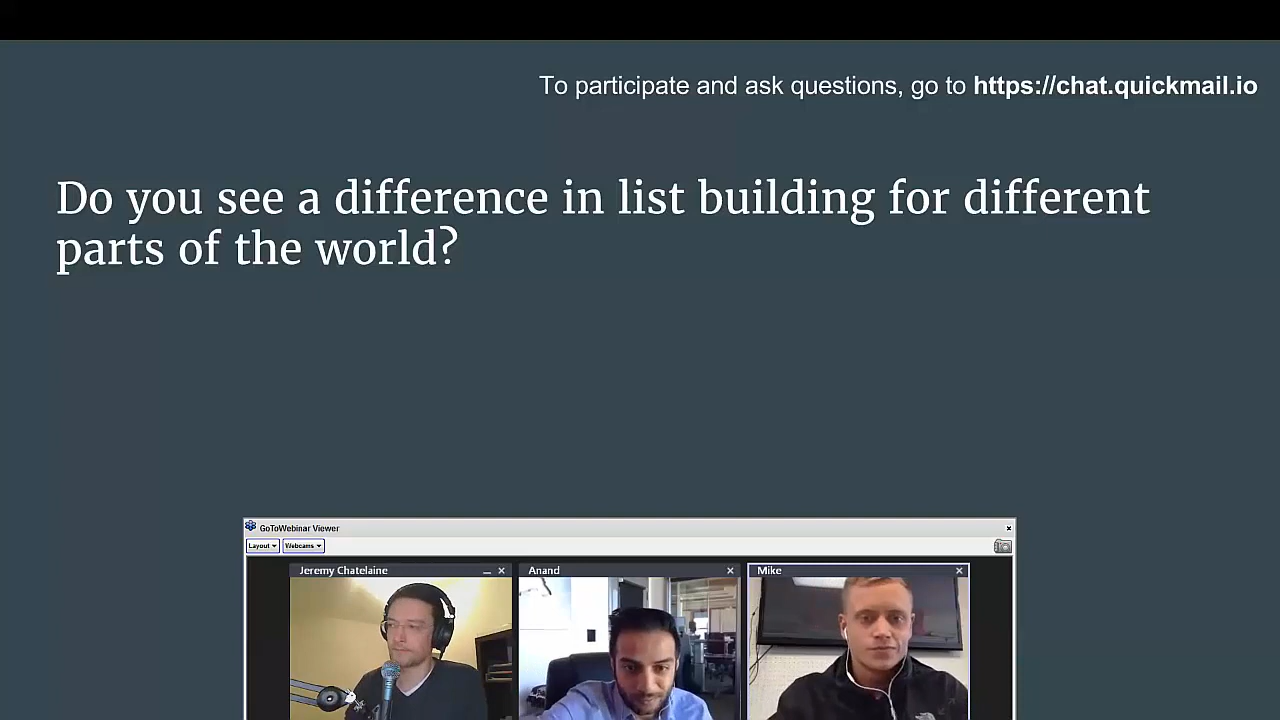 To participate and ask questions, go to https://chat.quickmail.io
Do you see a difference in list building for different
parts of the world?
GoToWebinar Viewer
Layout
Webcams
Jeremy Chatelaine
Anand
Mike